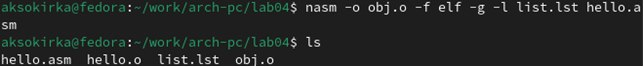 aksokirka@fedora:~/work/arch-pc/lab04$ nasm -o obj.o -f elf -g -l list.lst hello.a
sm
aksokirka@fedora:~/work/arch-pc/lab04$ ls
hello.asm  hello.o  list.lst  obj.o